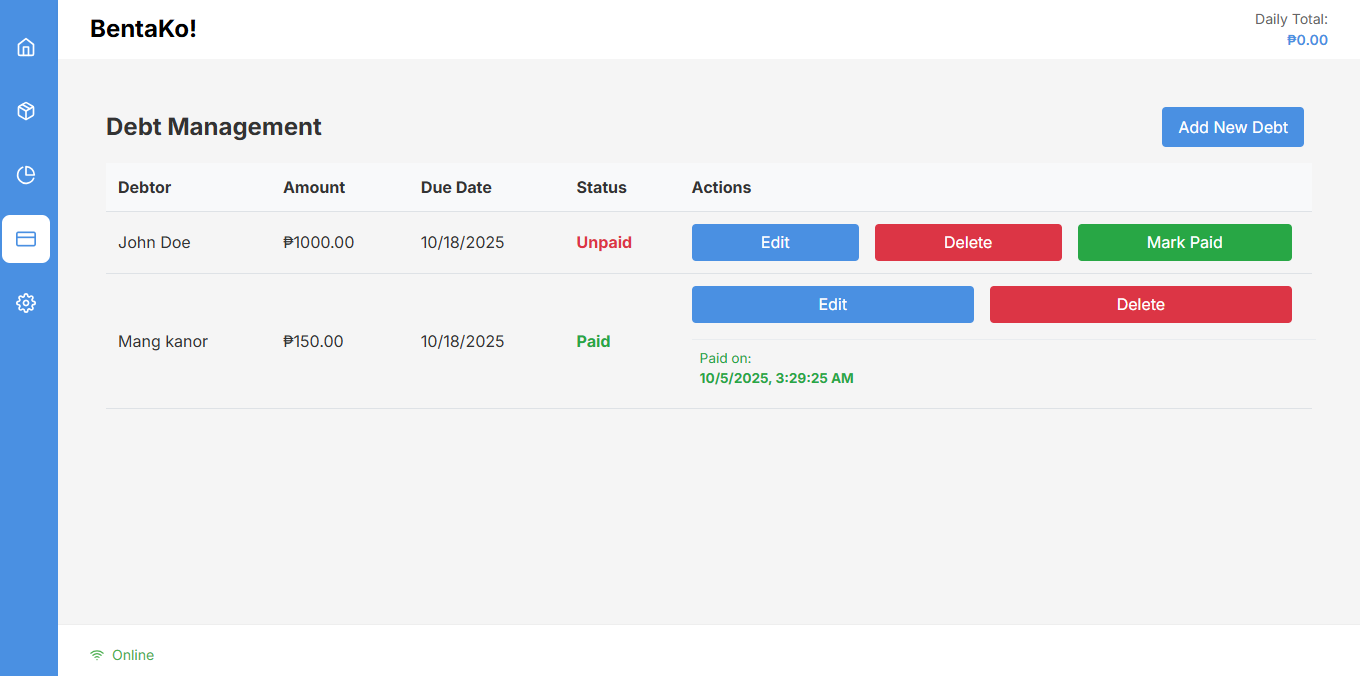 BentaKo!
Daily Total:
₱0.00
Debt Management
Add New Debt
Debtor Amount Due Date Status Actions
John Doe ₱1000.00 10/18/2025 Unpaid Edit Delete Mark Paid
Edit Delete
Mang kanor ₱150.00 10/18/2025 Paid
Paid on:
10/5/2025, 3:29:25 AM
Online